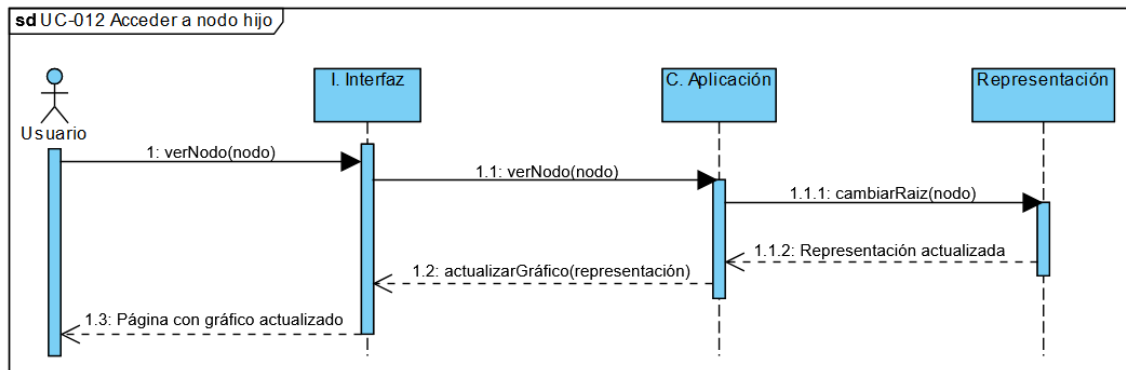 sd UC-012 Acceder a nodo hijo
I. Interfaz
C. Aplicación
Representación
Usuario
1: verNodo(nodo)
1.1: verNodo(nodo)
1.1.1: cambiarRaiz(nodo)
1.1.2: Representación actualizada
1.2: actualizarGráfico(representación)
1.3: Página con gráfico actualizado